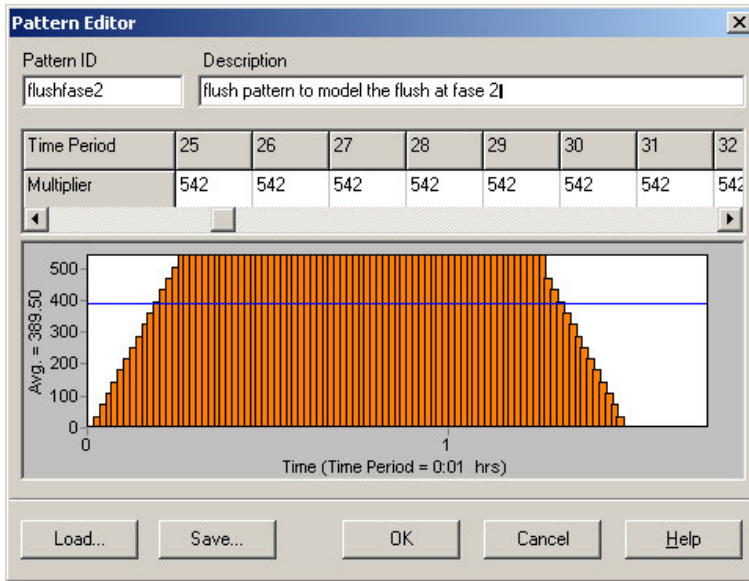 Pattern Editor
Pattern ID
Description
flushfase2
flush pattern to model the flush at fase 2
Time Period 25 26 27 28 29 30 31 32
Multiplier 542 542 542 542 542 542 542 542
500
400
300
200
100
0
Avg. = 389.50
0 1
Time (Time Period = 0:01 hrs)
Load... Save... OK Cancel Help